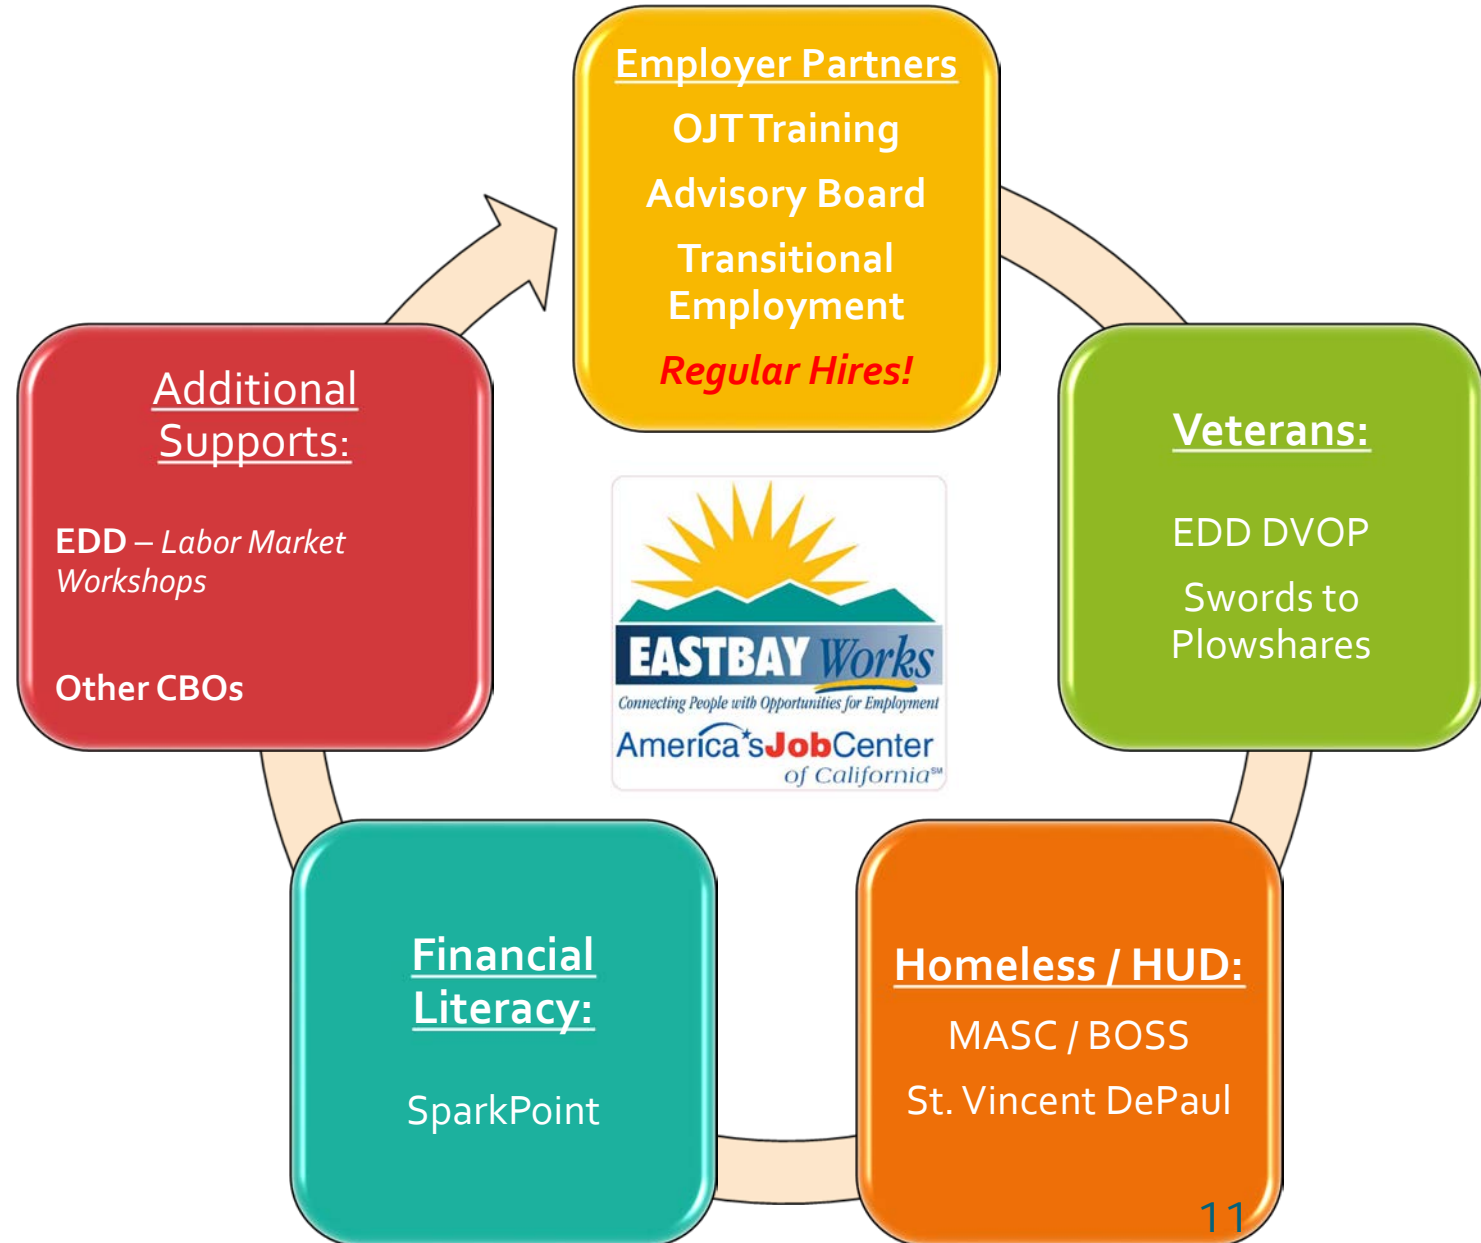 Employer Partners
OJT Training
Advisory Board
Transitional
Employment
Regular Hires!
Veterans:
EDD DVOP
Swords to
Plowshares
Homeless / HUD:
MASC / BOSS
St. Vincent DePaul
Financial
Literacy:
SparkPoint
Additional
Supports:
EDD – Labor Market
Workshops
Other CBOs
EASTBAY Works
Connecting People with Opportunities for Employment
America'sJobCenter
of California℠
11